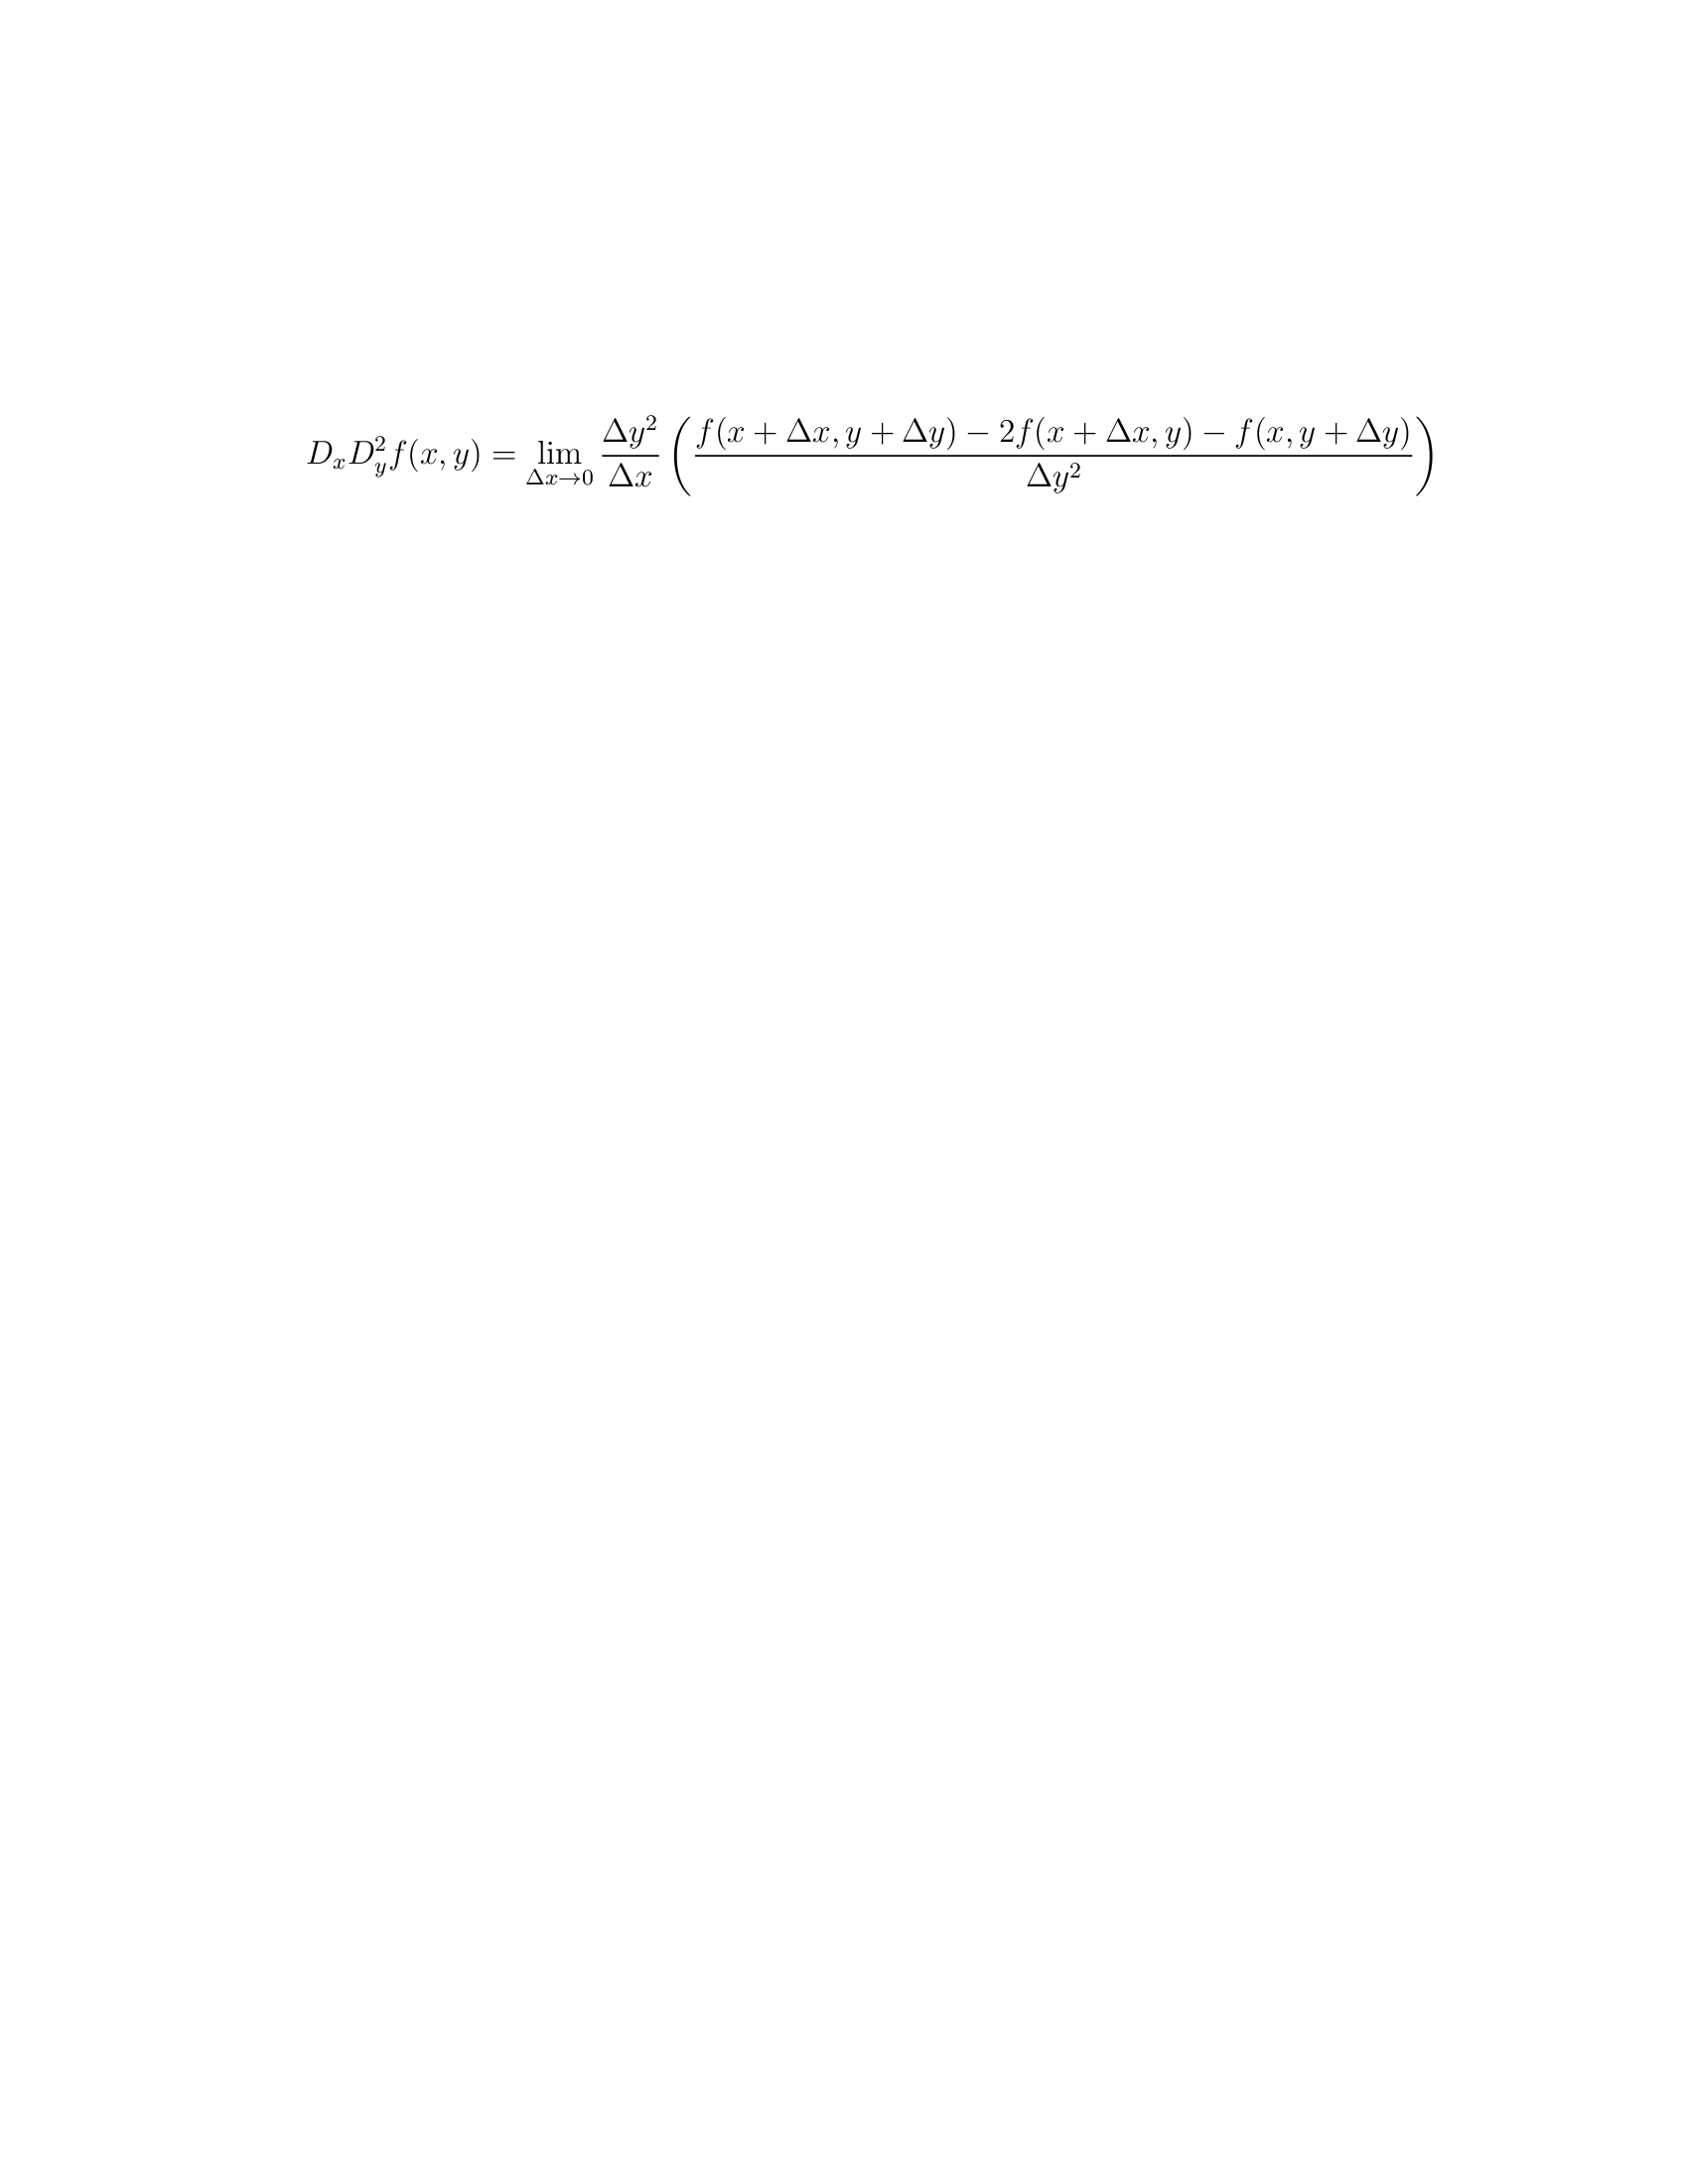 $D_x D_y^2 f(x, y) = \lim_{\Delta x \to 0} \frac{\Delta y^2}{\Delta x} \left( \frac{f(x + \Delta x, y + \Delta y) - 2f(x + \Delta x, y) - f(x, y + \Delta y)}{\Delta y^2} \right)$